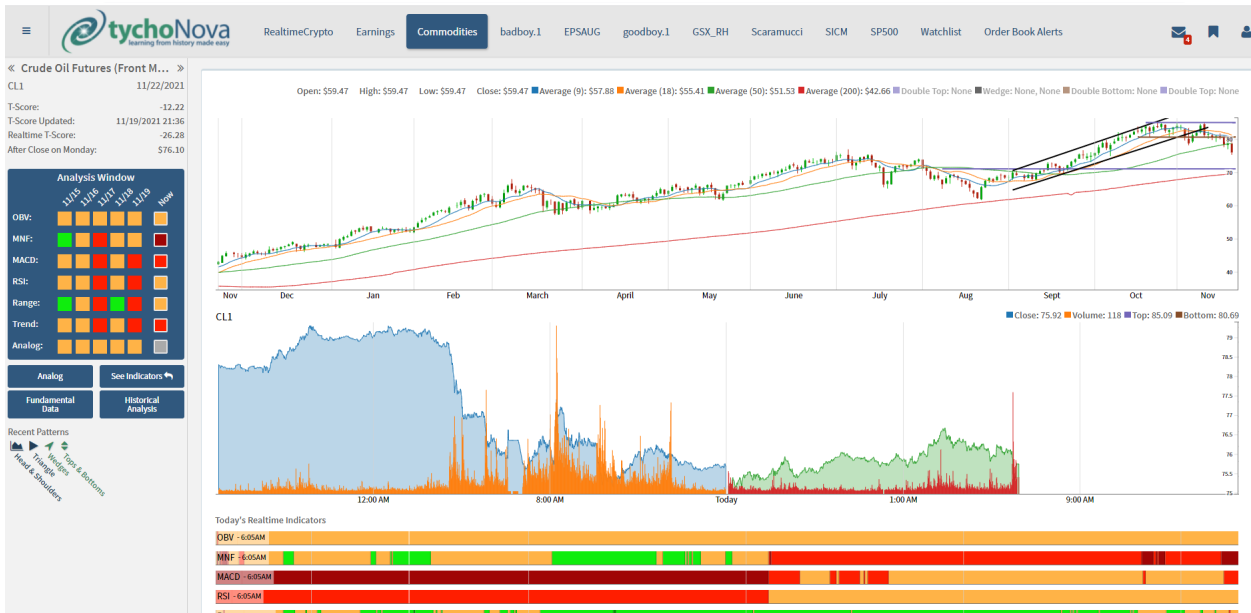 tychoNova
learning from history made easy
RealtimeCrypto Earnings Commodities badboy.1 EPSAUG goodboy.1 GSX_RH Scaramucci SICM SP500 Watchlist Order Book Alerts
4
« Crude Oil Futures (Front M... »
CL1 11/22/2021
T-Score: -12.22
T-Score Updated: 11/19/2021 21:36
Realtime T-Score: -26.28
After Close on Monday: $76.10
Analysis Window
11/15 11/16 11/17 11/18 11/19 Now
OBV:
MNF:
MACD:
RSI:
Range:
Trend:
Analog:
Analog See Indicators
Fundamental Data Historical Analysis
Recent Patterns
Head & Shoulders
Triangles
Wedges
Tops & Bottoms
Open: $59.47 High: $59.47 Low: $59.47 Close: $59.47 Average (9): $57.88 Average (18): $55.41 Average (50): $51.53 Average (200): $42.66 Double Top: None Wedge: None, None Double Bottom: None Double Top: None
80
70
60
50
40
Nov Dec Jan Feb March April May June July Aug Sept Oct Nov
CL1 Close: 75.92 Volume: 118 Top: 85.09 Bottom: 80.69
79
78.5
78
77.5
77
76.5
76
75.5
75
12:00 AM 8:00 AM Today 1:00 AM 9:00 AM
Today's Realtime Indicators
OBV - 6:05AM
MNF - 6:05AM
MACD - 6:05AM
RSI - 6:05AM